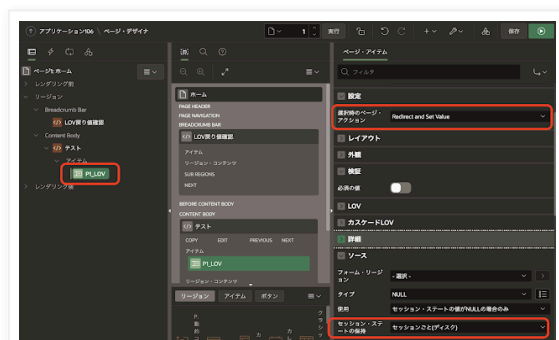 アプリケーション106 \ ページ・デザイナ
1
実行
保存
ページ1: ホーム
レンダリング前
リージョン
Breadcrumb Bar
LOV戻り値確認
Content Body
テスト
アイテム
P1_LOV
レンダリング後
ホーム
PAGE HEADER
PAGE NAVIGATION
BREADCRUMB BAR
LOV戻り値確認
アイテム
リージョン・コンテンツ
SUB REGIONS
NEXT
BEFORE CONTENT BODY
CONTENT BODY
テスト
COPY EDIT PREVIOUS NEXT
アイテム
P1_LOV
リージョン・コンテンツ
リージョン アイテム ボタン
ページ・アイテム
フィルタ
設定
選択時のページ・アクション
Redirect and Set Value
レイアウト
外観
検証
必須の値
LOV
カスケードLOV
詳細
ソース
フォーム・リージョン
- 選択 -
タイプ
NULL
使用
セッション・ステートの値がNULLの場合のみ
セッション・ステートの保持
セッションごと(ディスク)